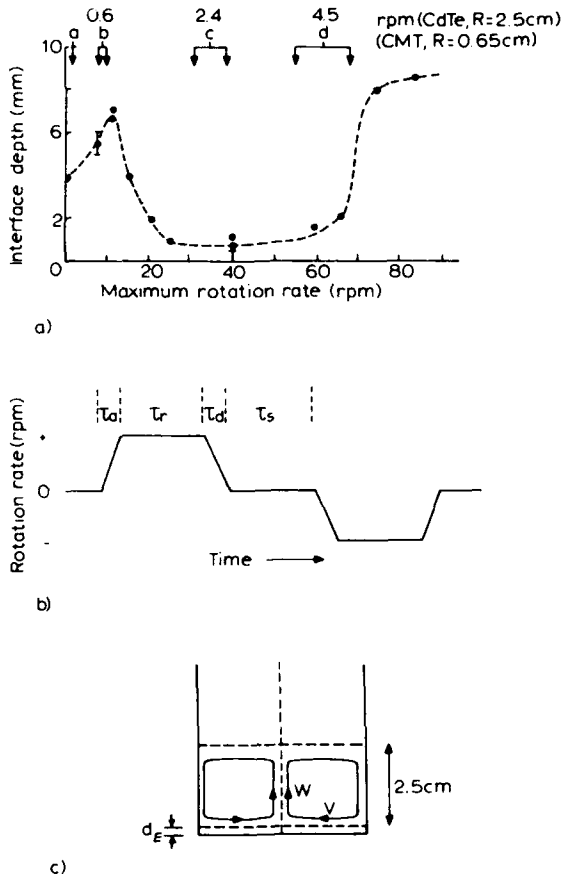 0.6 2.4 4.5 rpm (CdTe, R=2.5cm)
a b c d (CMT, R=0.65cm)
Interface depth (mm)
10
6
2
0
20 40 60 80
Maximum rotation rate (rpm)
a)
Rotation rate (rpm)
τa τr τd τs
+
0
-
Time
b)
W
V
2.5cm
dE
c)